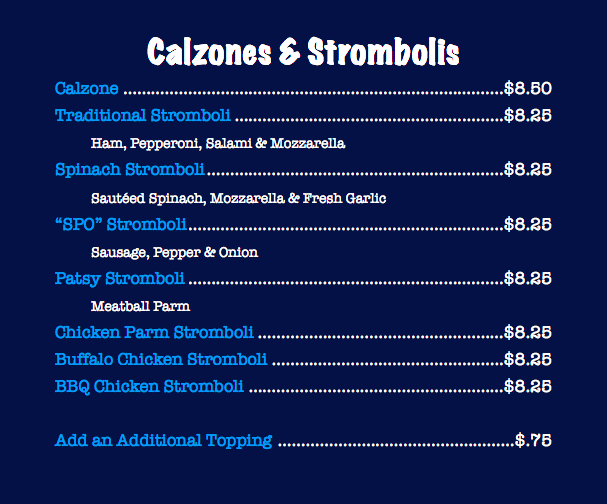 Calzones & Strombolis
Calzone ..................................................................................$8.50
Traditional Stromboli ..........................................................$8.25
Ham, Pepperoni, Salami & Mozzarella
Spinach Stromboli................................................................$8.25
Sautéed Spinach, Mozzarella & Fresh Garlic
“SPO” Stromboli....................................................................$8.25
Sausage, Pepper & Onion
Patsy Stromboli ....................................................................$8.25
Meatball Parm
Chicken Parm Stromboli .....................................................$8.25
Buffalo Chicken Stromboli ..................................................$8.25
BBQ Chicken Stromboli .......................................................$8.25
Add an Additional Topping ...................................................$.75